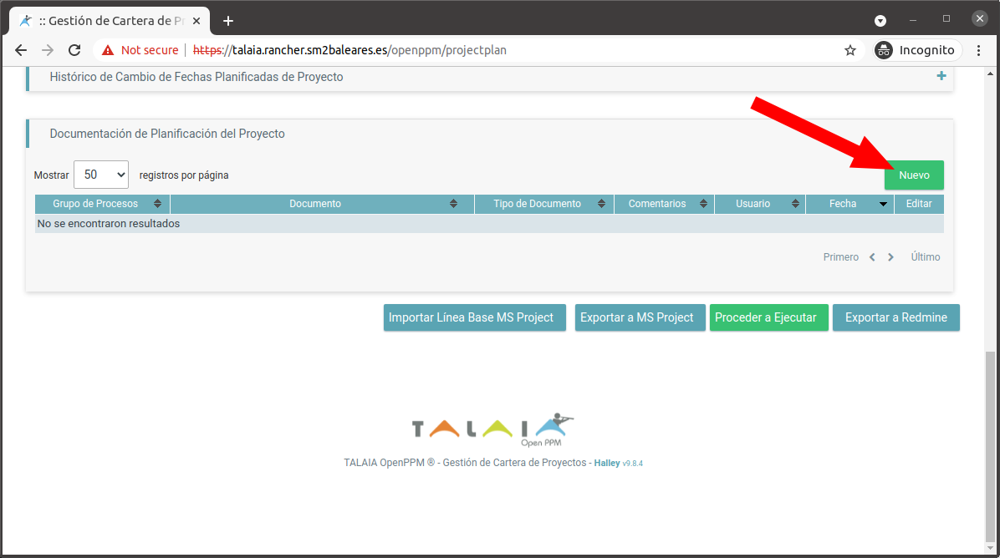 :: Gestión de Cartera de Pr
Not secure https://talaia.rancher.sm2baleares.es/openppm/projectplan Incognito
Histórico de Cambio de Fechas Planificadas de Proyecto
Documentación de Planificación del Proyecto
Mostrar 50 registros por página Nuevo
Grupo de Procesos Documento Tipo de Documento Comentarios Usuario Fecha Editar
No se encontraron resultados
Primero Último
Importar Línea Base MS Project Exportar a MS Project Proceder a Ejecutar Exportar a Redmine
TALAIA
Open PPM
TALAIA OpenPPM ® - Gestión de Cartera de Proyectos - Halley v9.8.4